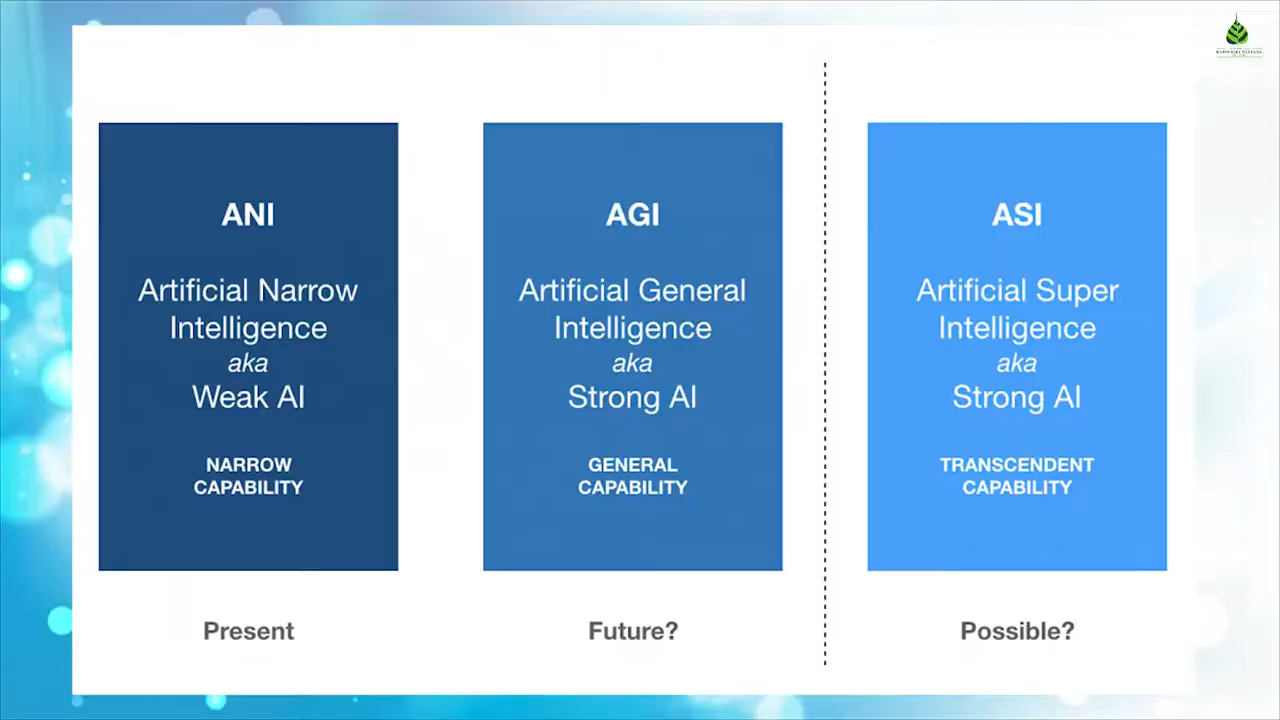 ANI
Artificial Narrow
Intelligence
aka
Weak AI
NARROW
CAPABILITY
Present
AGI
Artificial General
Intelligence
aka
Strong AI
GENERAL
CAPABILITY
Future?
ASI
Artificial Super
Intelligence
aka
Strong AI
TRANSCENDENT
CAPABILITY
Possible?